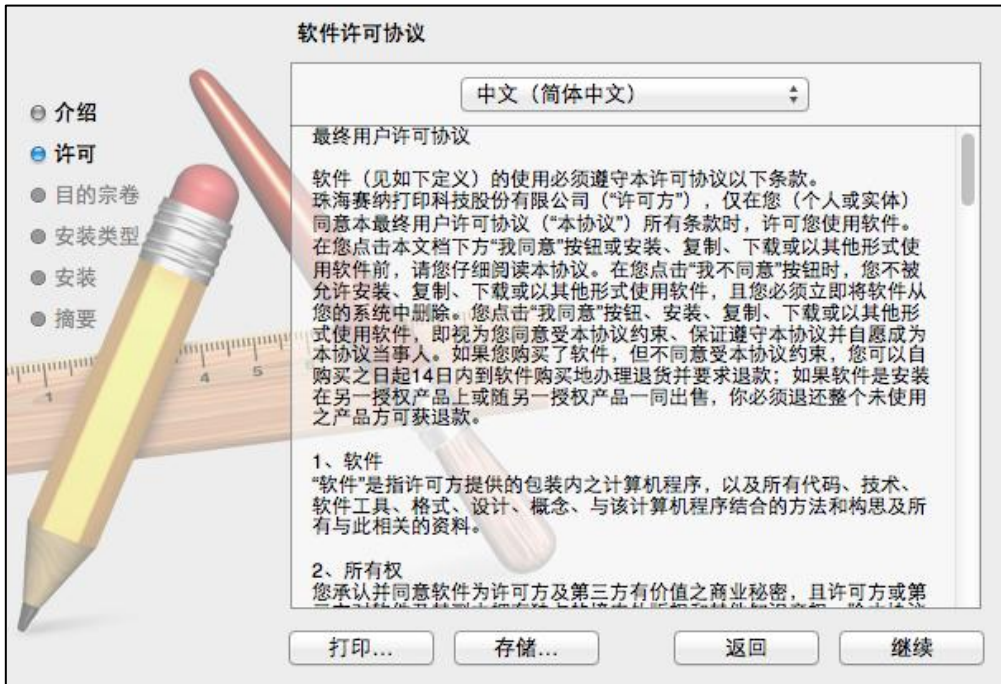 软件许可协议
介绍
许可
目的宗卷
安装类型
安装
摘要
1
4
5
中文（简体中文）
最终用户许可协议
软件（见如下定义）的使用必须遵守本许可协议以下条款。
珠海赛纳打印科技股份有限公司（“许可方”），仅在您（个人或实体）
同意本最终用户许可协议（“本协议”）所有条款时，许可您使用软件。
在您点击本文档下方“我同意”按钮或安装、复制、下载或以其他形式使
用软件前，请您仔细阅读本协议。在您点击“我不同意”按钮时，您不被
允许安装、复制、下载或以其他形式使用软件，且您必须立即将软件从
您的系统中删除。您点击“我同意”按钮、安装、复制、下载或以其他形
式使用软件，即视为您同意受本协议约束、保证遵守本协议并自愿成为
本协议当事人。如果您购买了软件，但不同意受本协议约束，您可以自
购买之日起14日内到软件购买地办理退货并要求退款；如果软件是安装
在另一授权产品上或随另一授权产品一同出售，你必须退还整个未使用
之产品方可获退款。
1、软件
“软件”是指许可方提供的包装内之计算机程序，以及所有代码、技术、
软件工具、格式、设计、概念、与该计算机程序结合的方法和构思及所
有与此相关的资料。
2、所有权
您承认并同意软件为许可方及第三方有价值之商业秘密，且许可方或第
打印...
存储...
返回
继续